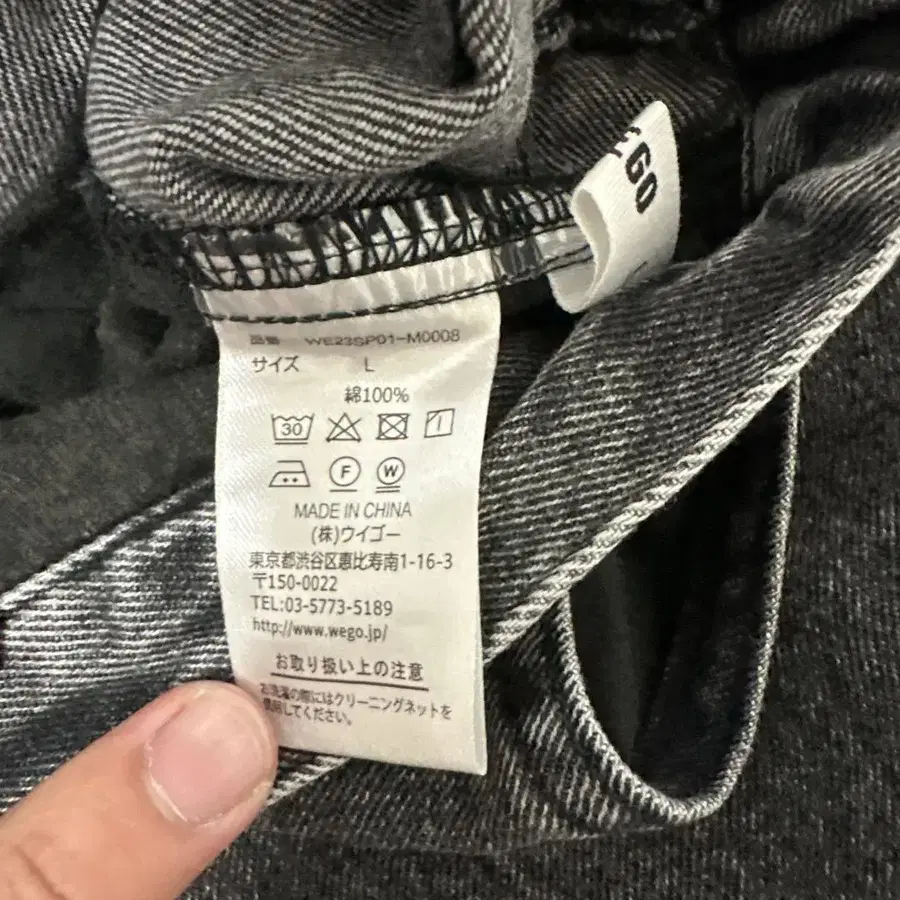 EGO
品番 WE23SP01-M0008
サイズ L
綿100%
30
F W
MADE IN CHINA
(株)ウイゴー
東京都渋谷区恵比寿南1-16-3
〒150-0022
TEL:03-5773-5189
http://www.wego.jp/
お取り扱い上の注意
お洗濯の際にはクリーニングネットを
使用してください。